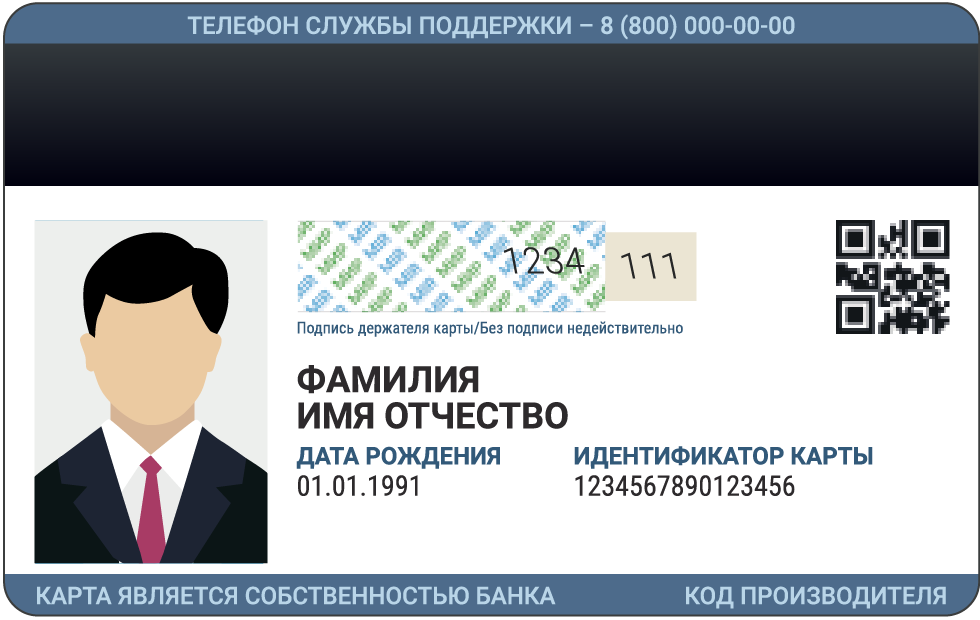 ТЕЛЕФОН СЛУЖБЫ ПОДДЕРЖКИ – 8 (800) 000-00-00
1234 111
Подпись держателя карты/Без подписи недействительно
ФАМИЛИЯ
ИМЯ ОТЧЕСТВО
ДАТА РОЖДЕНИЯ ИДЕНТИФИКАТОР КАРТЫ
01.01.1991 1234567890123456
КАРТА ЯВЛЯЕТСЯ СОБСТВЕННОСТЬЮ БАНКА КОД ПРОИЗВОДИТЕЛЯ